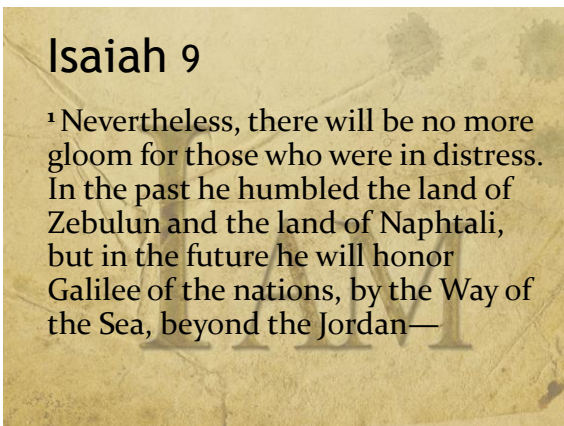 Isaiah 9
1 Nevertheless, there will be no more
gloom for those who were in distress.
In the past he humbled the land of
Zebulun and the land of Naphtali,
but in the future he will honor
Galilee of the nations, by the Way of
the Sea, beyond the Jordan—
I AM